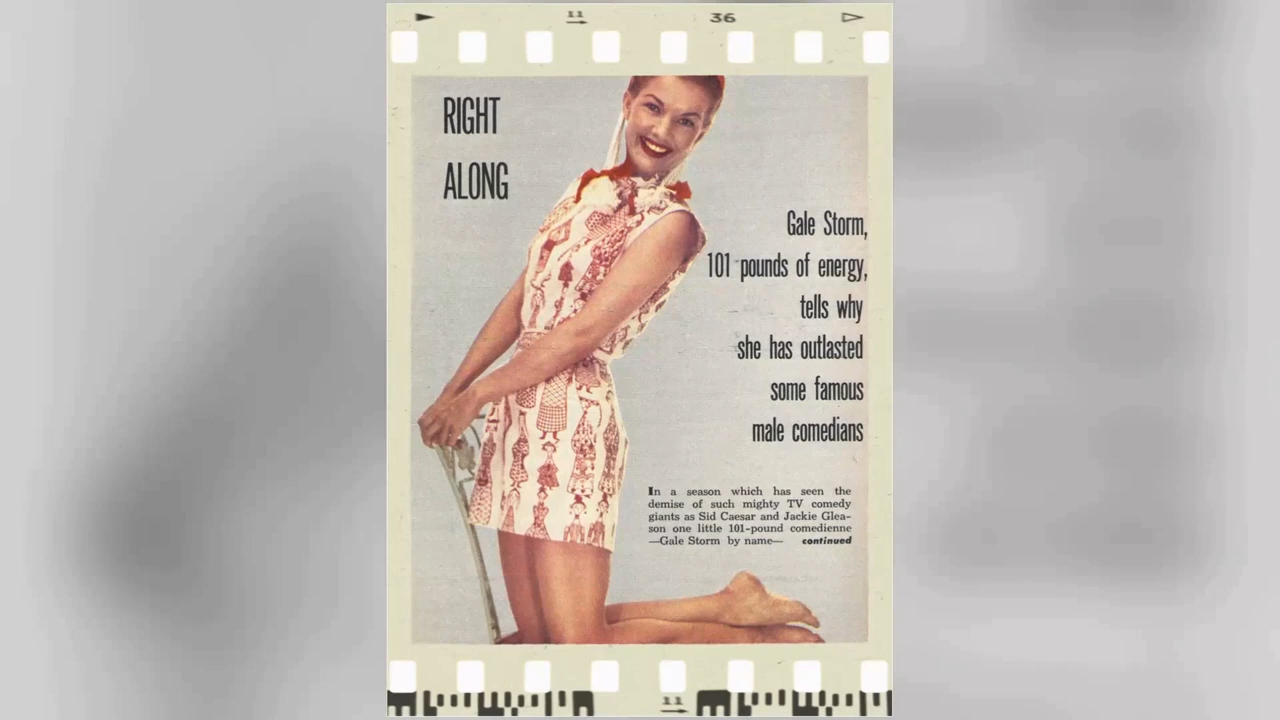 11
36
RIGHT
ALONG
Gale Storm,
101 pounds of energy,
tells why
she has outlasted
some famous
male comedians
In a season which has seen the
demise of such mighty TV comedy
giants as Sid Caesar and Jackie Glea-
son one little 101-pound comedienne
—Gale Storm by name— continued
11